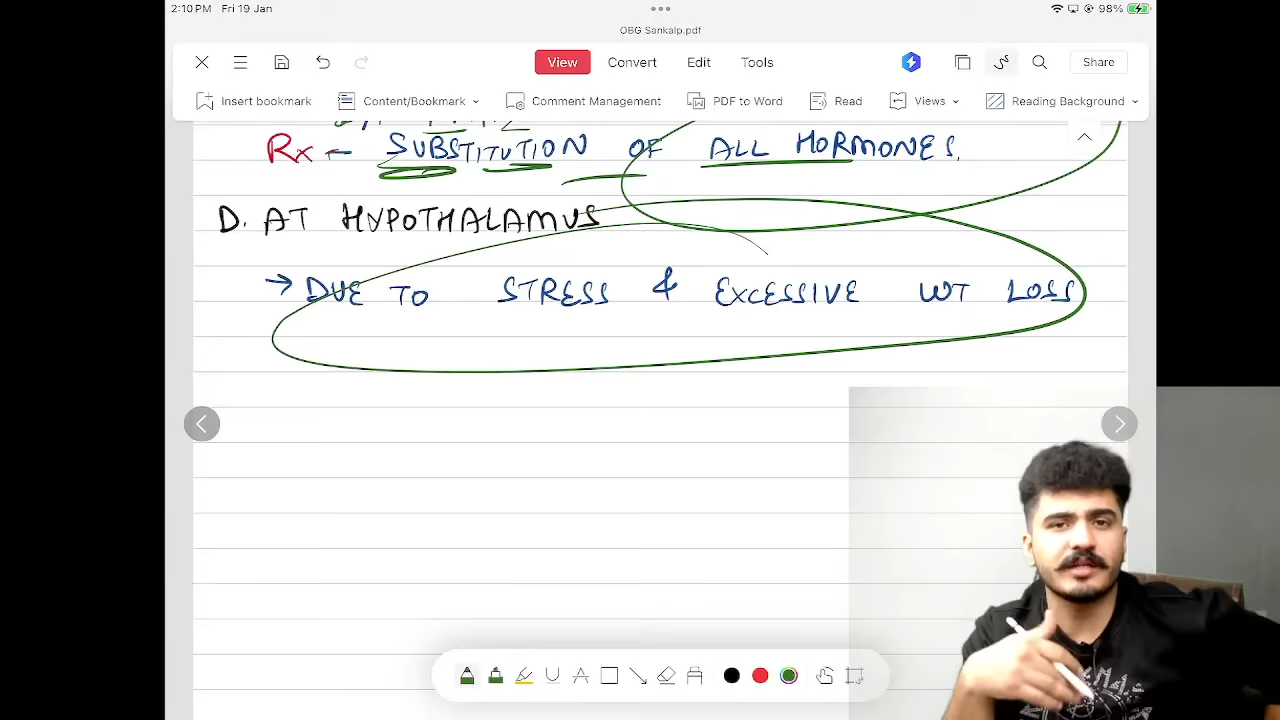 2:10 PM Fri 19 Jan
98%
OBG Sankalp.pdf
View Convert Edit Tools Share
Insert bookmark Content/Bookmark Comment Management PDF to Word Read Views Reading Background
Rx ← SUBSTITUTION OF ALL HORMONES.
D. AT HYPOTHALAMUS
→ DUE TO STRESS & EXCESSIVE WT LOSS